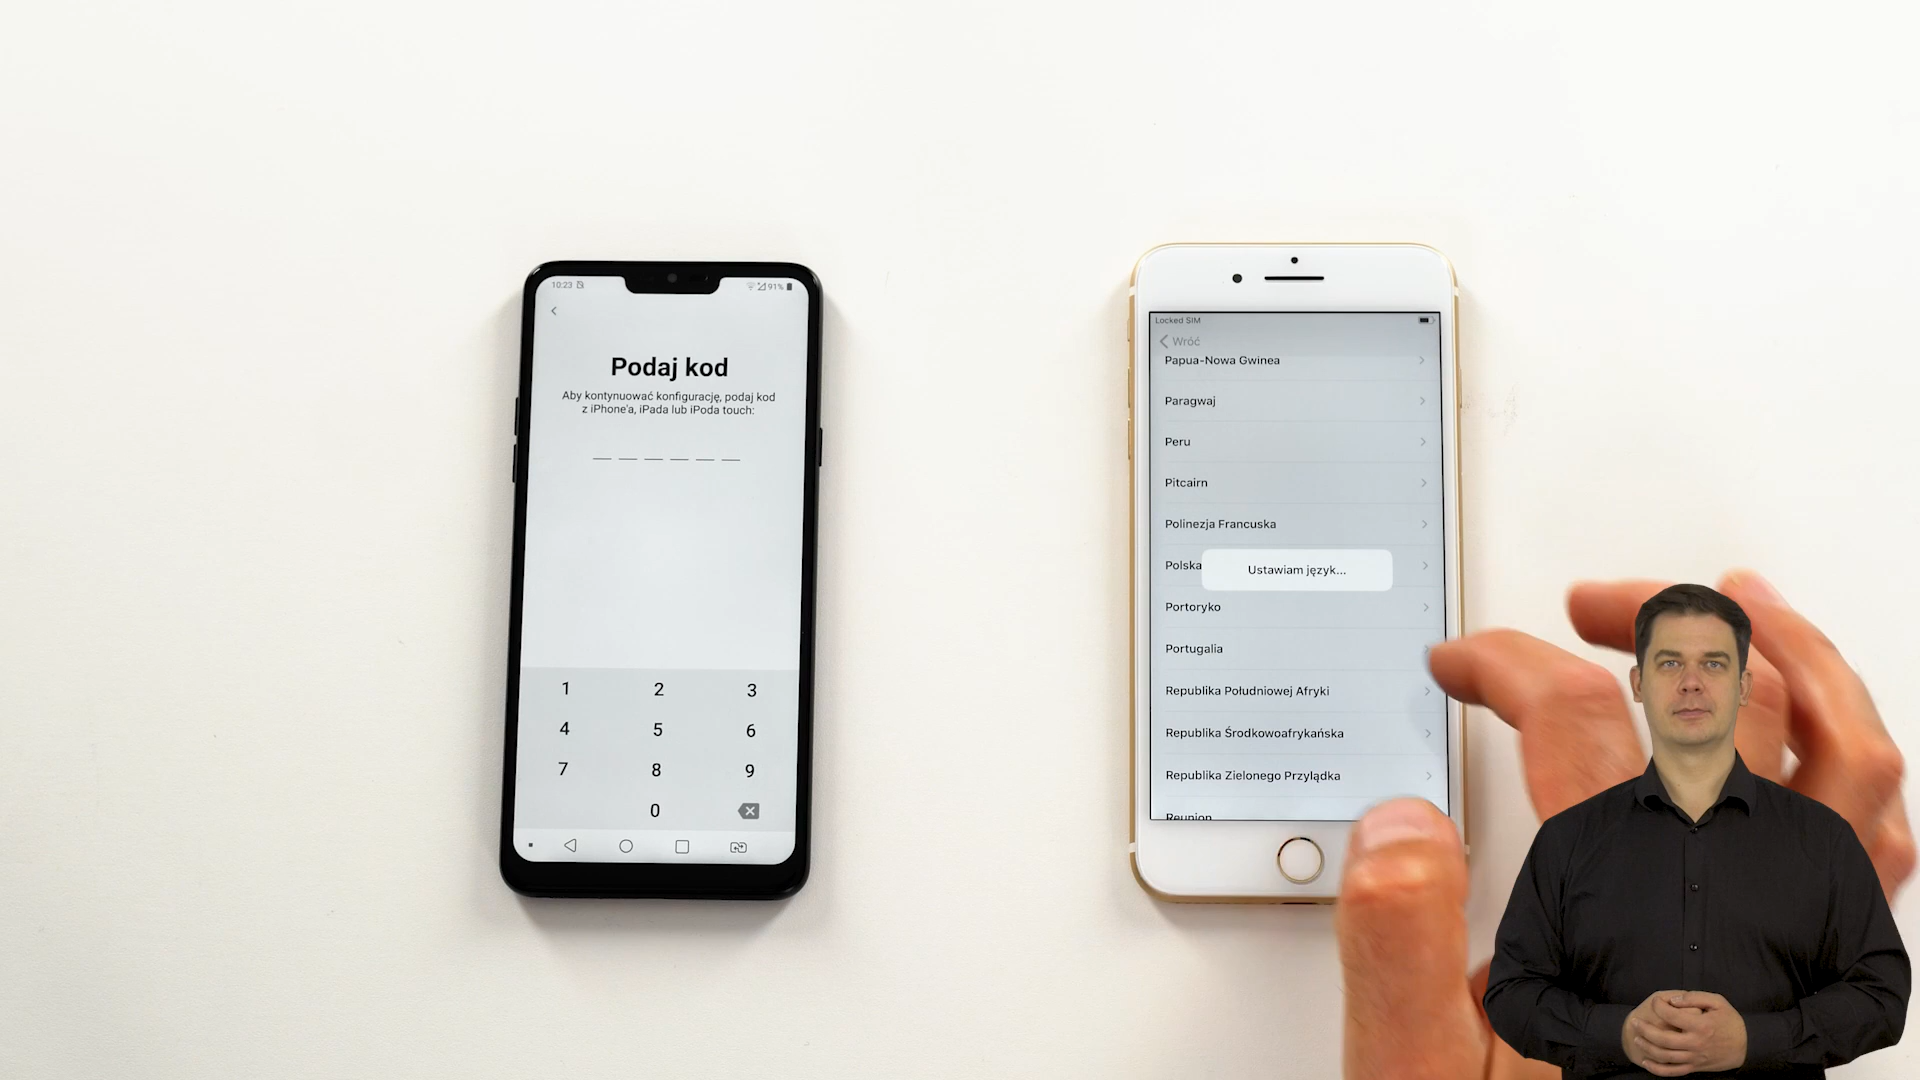 10:23
91%
Podaj kod
Aby kontynuować konfigurację, podaj kod
z iPhone'a, iPada lub iPoda touch:
1 2 3
4 5 6
7 8 9
0
Locked SIM
Wróć
Papua-Nowa Gwinea
Paragwaj
Peru
Pitcairn
Polinezja Francuska
Polska
Ustawiam język...
Portoryko
Portugalia
Republika Południowej Afryki
Republika Środkowoafrykańska
Republika Zielonego Przylądka
Reunion